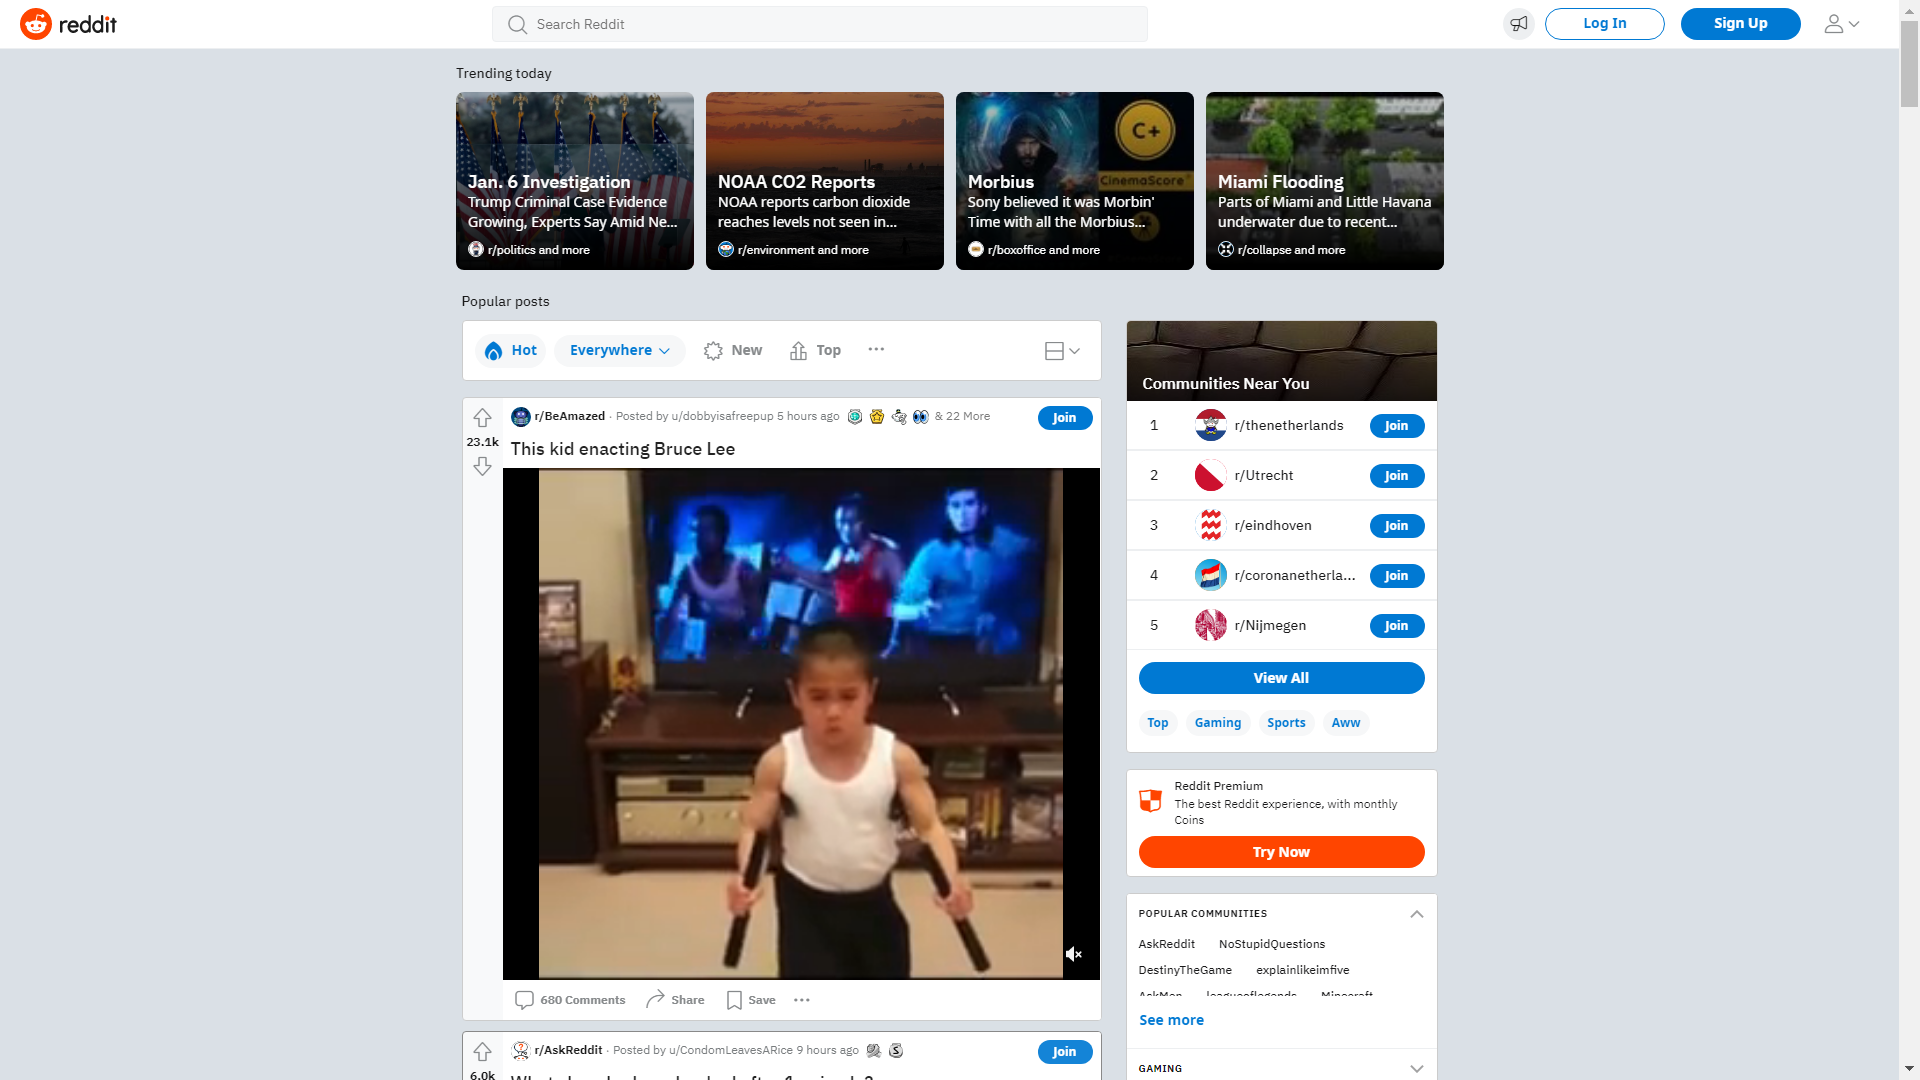 reddit
Search Reddit
Log In
Sign Up
Trending today
Jan. 6 Investigation
Trump Criminal Case Evidence
Growing, Experts Say Amid Ne...
r/politics and more
NOAA CO2 Reports
NOAA reports carbon dioxide
reaches levels not seen in...
r/environment and more
C+
CinemaScore
Morbius
Sony believed it was Morbin'
Time with all the Morbius...
r/boxoffice and more
Miami Flooding
Parts of Miami and Little Havana
underwater due to recent...
r/collapse and more
Popular posts
Hot
Everywhere
New
Top
r/BeAmazed · Posted by u/dobbyisafreepup 5 hours ago & 22 More
Join
23.1k
This kid enacting Bruce Lee
680 Comments
Share
Save
r/AskReddit · Posted by u/CondomLeavesARice 9 hours ago
Join
6.0k
Communities Near You
1 r/thenetherlands Join
2 r/Utrecht Join
3 r/eindhoven Join
4 r/coronanetherla... Join
5 r/Nijmegen Join
View All
Top Gaming Sports Aww
Reddit Premium
The best Reddit experience, with monthly
Coins
Try Now
POPULAR COMMUNITIES
AskReddit NoStupidQuestions
DestinyTheGame explainlikeimfive
AskMen leagueoflegends Minecraft
See more
GAMING